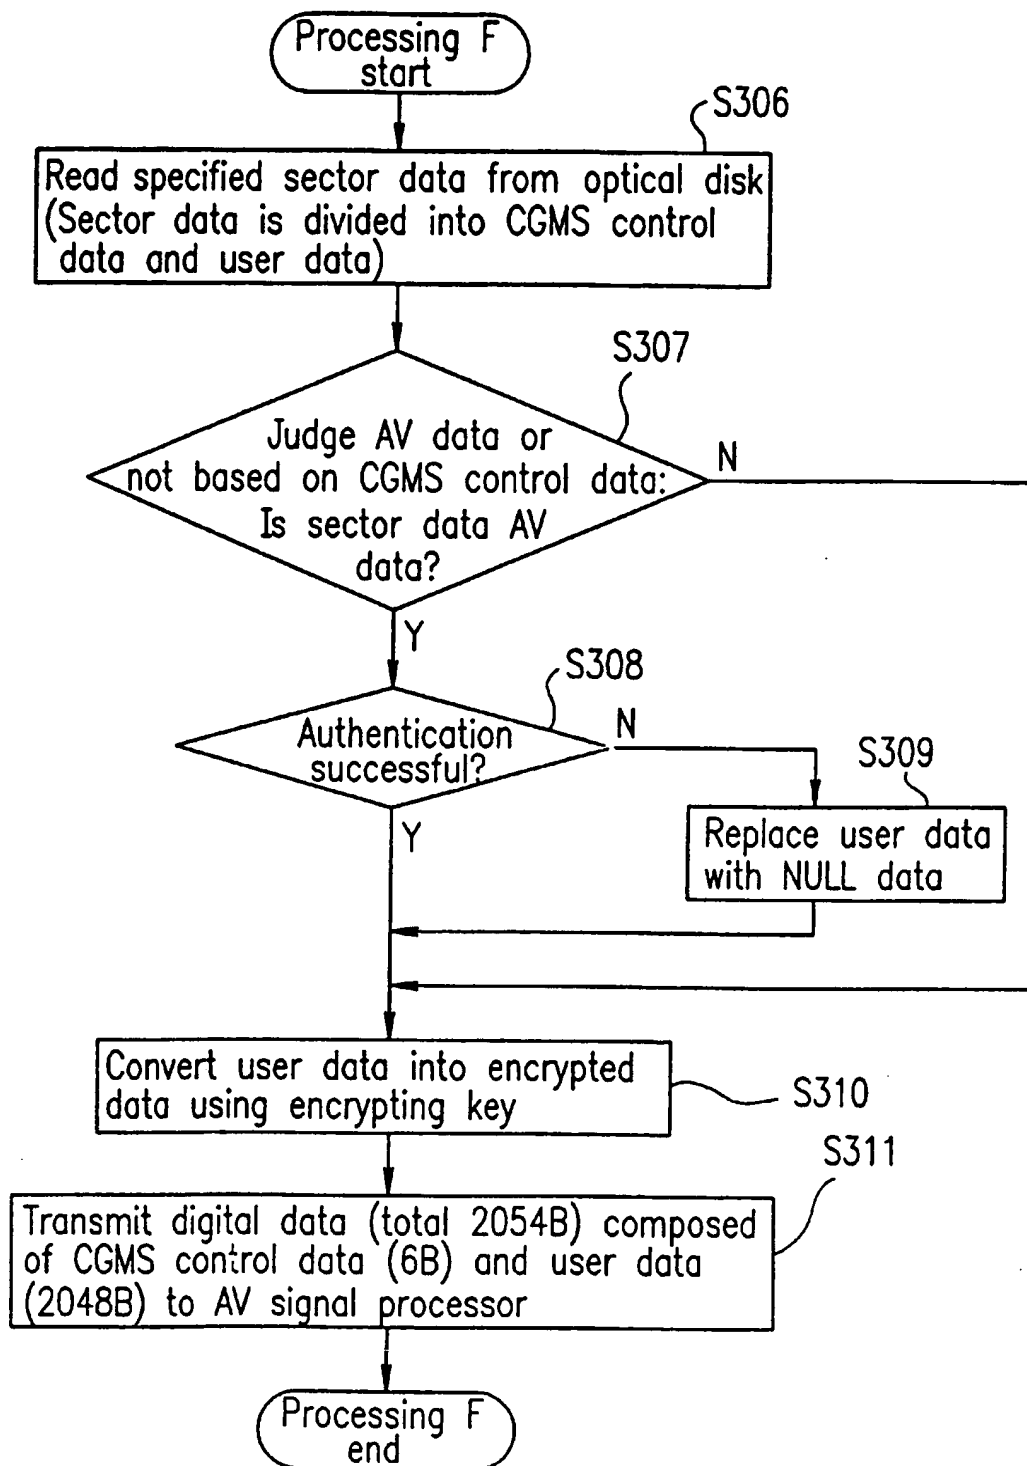 Processing F
start
S306
Read specified sector data from optical disk
(Sector data is divided into CGMS control
data and user data)
S307
Judge AV data or
not based on CGMS control data:
Is sector data AV
data?
N
Y
S308
Authentication
successful?
N
Y
S309
Replace user data
with NULL data
Convert user data into encrypted
data using encrypting key
S310
S311
Transmit digital data (total 2054B) composed
of CGMS control data (6B) and user data
(2048B) to AV signal processor
Processing F
end